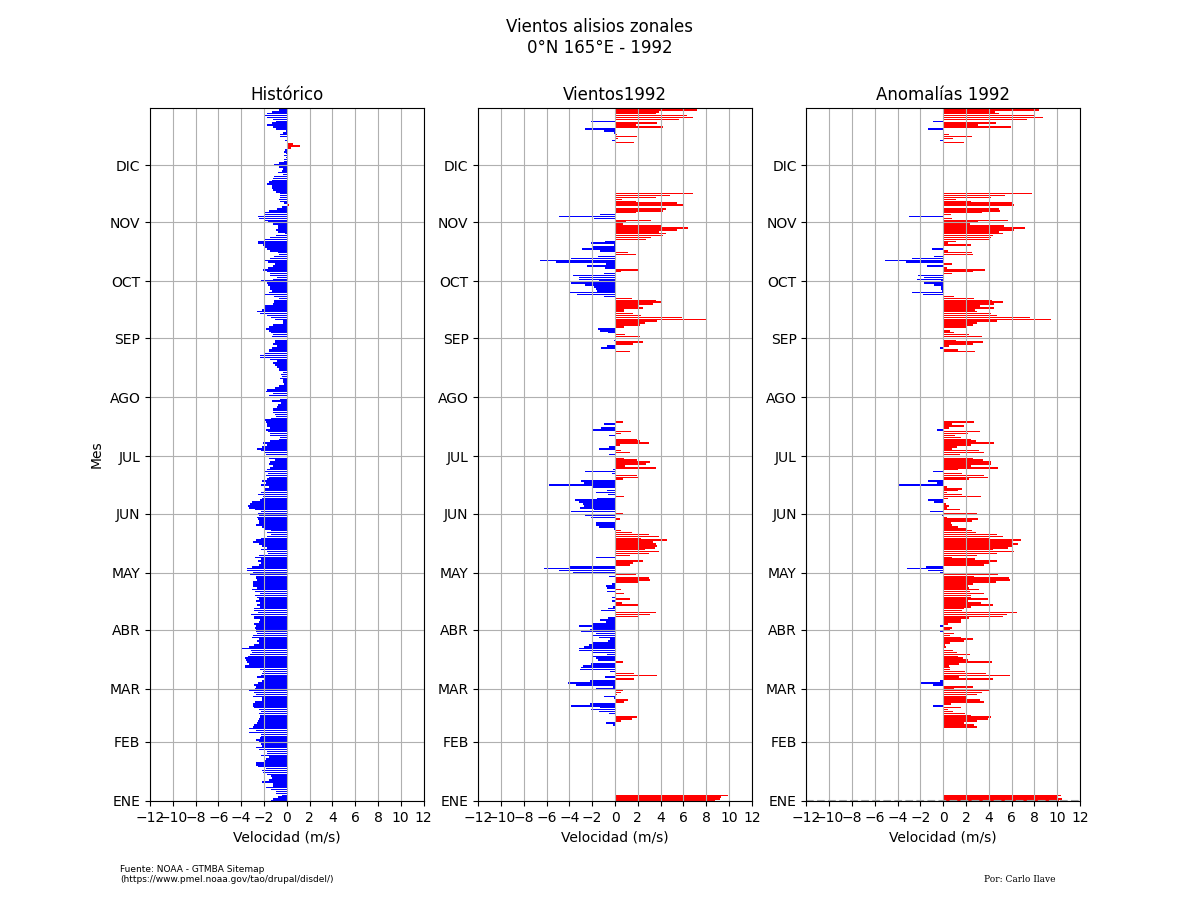 Vientos alisios zonales
0°N 165°E - 1992
Histórico
Vientos1992
Anomalías 1992
Mes
DIC
NOV
OCT
SEP
AGO
JUL
JUN
MAY
ABR
MAR
FEB
ENE
−12 −10 −8 −6 −4 −2 0 2 4 6 8 10 12
Velocidad (m/s)
DIC
NOV
OCT
SEP
AGO
JUL
JUN
MAY
ABR
MAR
FEB
ENE
−12 −10 −8 −6 −4 −2 0 2 4 6 8 10 12
Velocidad (m/s)
DIC
NOV
OCT
SEP
AGO
JUL
JUN
MAY
ABR
MAR
FEB
ENE
−12 −10 −8 −6 −4 −2 0 2 4 6 8 10 12
Velocidad (m/s)
Fuente: NOAA - GTMBA Sitemap
(https://www.pmel.noaa.gov/tao/drupal/disdel/)
Por: Carlo Ilave